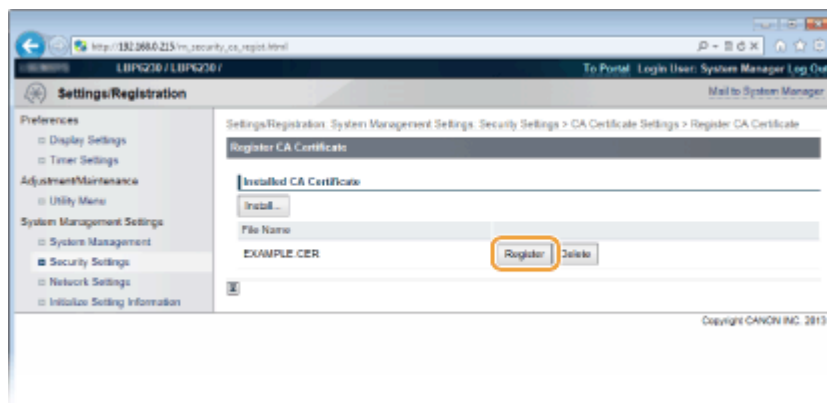 http://192.168.0.215/m_security_ca_regist.html
LBP6230 / LBP6230 /
To Portal Login User: System Manager Log Out
Settings/Registration
Mail to System Manager
Preferences
Display Settings
Timer Settings
Adjustment/Maintenance
Utility Menu
System Management Settings
System Management
Security Settings
Network Settings
Initialize Setting Information
Settings/Registration: System Management Settings: Security Settings > CA Certificate Settings > Register CA Certificate
Register CA Certificate
Installed CA Certificate
Install...
File Name
EXAMPLE.CER
Register
Delete
Copyright CANON INC. 2013